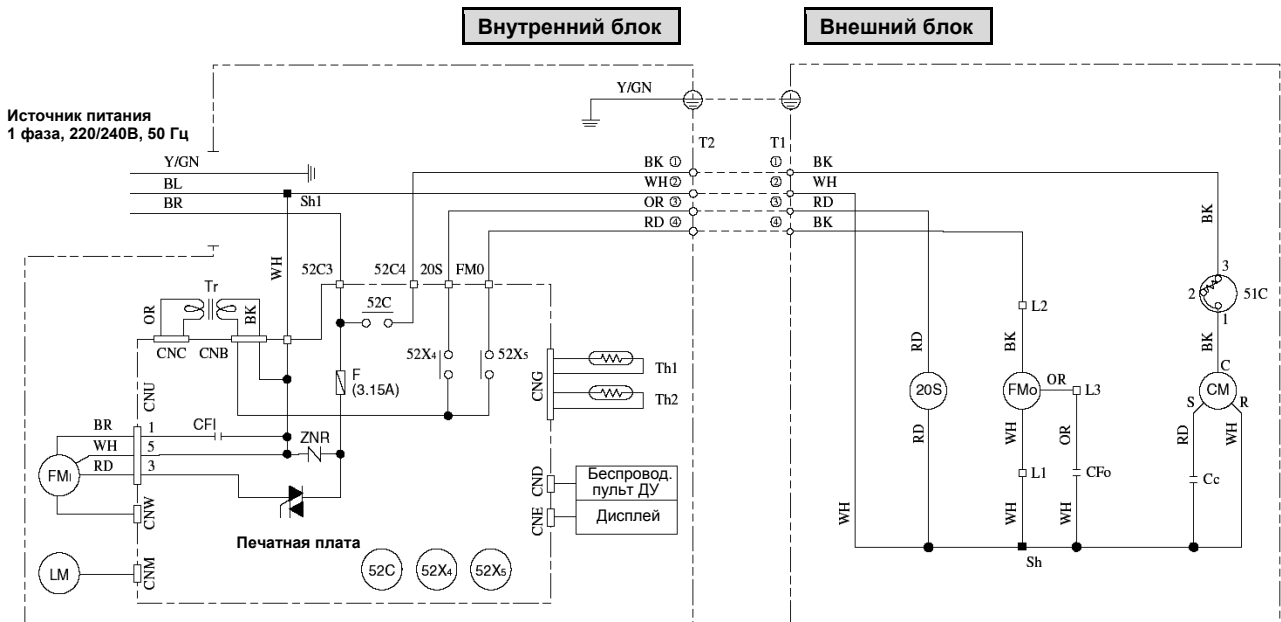 Внутренний блок
Внешний блок
Источник питания
1 фаза, 220/240В, 50 Гц
Y/GN
T2
T1
Y/GN
BL
BR
Sh1
BK ①
WH ②
OR ③
RD ④
① BK
② WH
③ RD
④ BK
WH
52C3
52C4
20S
FM0
Tr
OR
BK
CNC
CNB
52C
52X4
52X5
F
(3.15A)
CNG
Th1
Th2
CNU
BR
1
CFI
WH
5
ZNR
RD
3
FMI
CNW
CND
Беспровод.
пульт ДУ
CNE
Дисплей
Печатная плата
LM
CNM
52C
52X4
52X5
BK
3
2
51C
1
BK
L2
RD
BK
20S
FMo
OR
L3
C
CM
S
R
RD
WH
OR
RD
WH
L1
CFo
Cc
WH
WH
WH
Sh